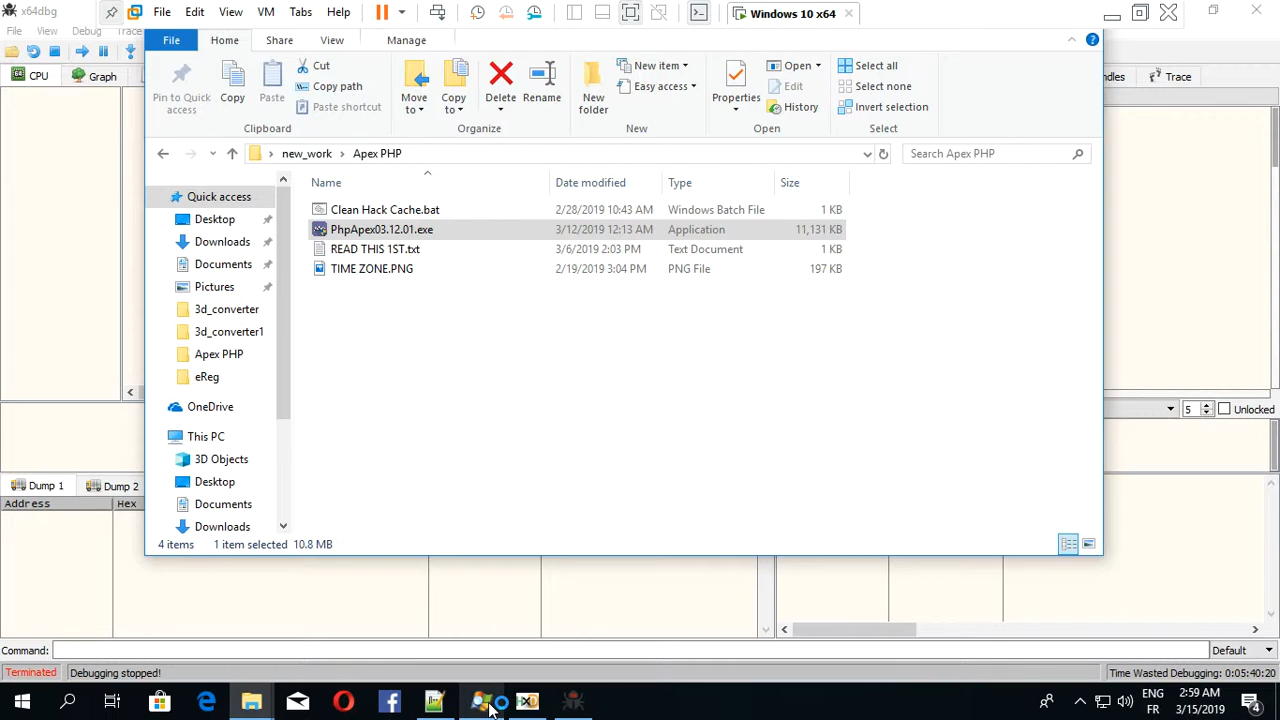 x64dbg
File Edit View VM Tabs Help
Windows 10 x64
File View Debug
File Home Share View Manage
CPU Graph
Trace
Pin to Quick access
Copy
Paste
Cut
Copy path
Paste shortcut
Clipboard
Move to
Copy to
Delete
Rename
Organize
New folder
New item
Easy access
New
Properties
Open
Edit
History
Open
Select all
Select none
Invert selection
Select
new_work Apex PHP
Search Apex PHP
Name Date modified Type Size
Clean Hack Cache.bat 2/28/2019 10:43 AM Windows Batch File 1 KB
PhpApex03.12.01.exe 3/12/2019 12:13 AM Application 11,131 KB
READ THIS 1ST.txt 3/6/2019 2:03 PM Text Document 1 KB
TIME ZONE.PNG 2/19/2019 3:04 PM PNG File 197 KB
Quick access
Desktop
Downloads
Documents
Pictures
3d_converter
3d_converter1
Apex PHP
eReg
OneDrive
This PC
3D Objects
Desktop
Documents
Downloads
4 items 1 item selected 10.8 MB
5 Unlocked
Dump 1 Dump 2
Address Hex
Command: Default
Terminated Debugging stopped! Time Wasted Debugging: 0:05:40:20
ENG
FR
2:59 AM
3/15/2019
4